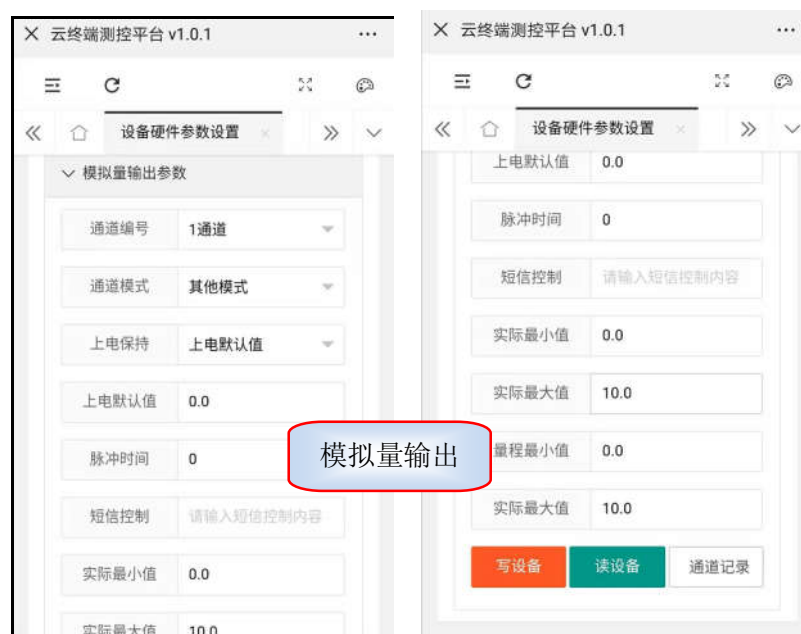 云终端测控平台 v1.0.1
设备硬件参数设置
模拟量输出参数
通道编号 1通道
通道模式 其他模式
上电保持 上电默认值
上电默认值 0.0
脉冲时间 0
短信控制 请输入短信控制内容
实际最小值 0.0
实际最大值 10.0
模拟量输出
云终端测控平台 v1.0.1
设备硬件参数设置
上电默认值 0.0
脉冲时间 0
短信控制 请输入短信控制内容
实际最小值 0.0
实际最大值 10.0
量程最小值 0.0
实际最大值 10.0
写设备 读设备 通道记录